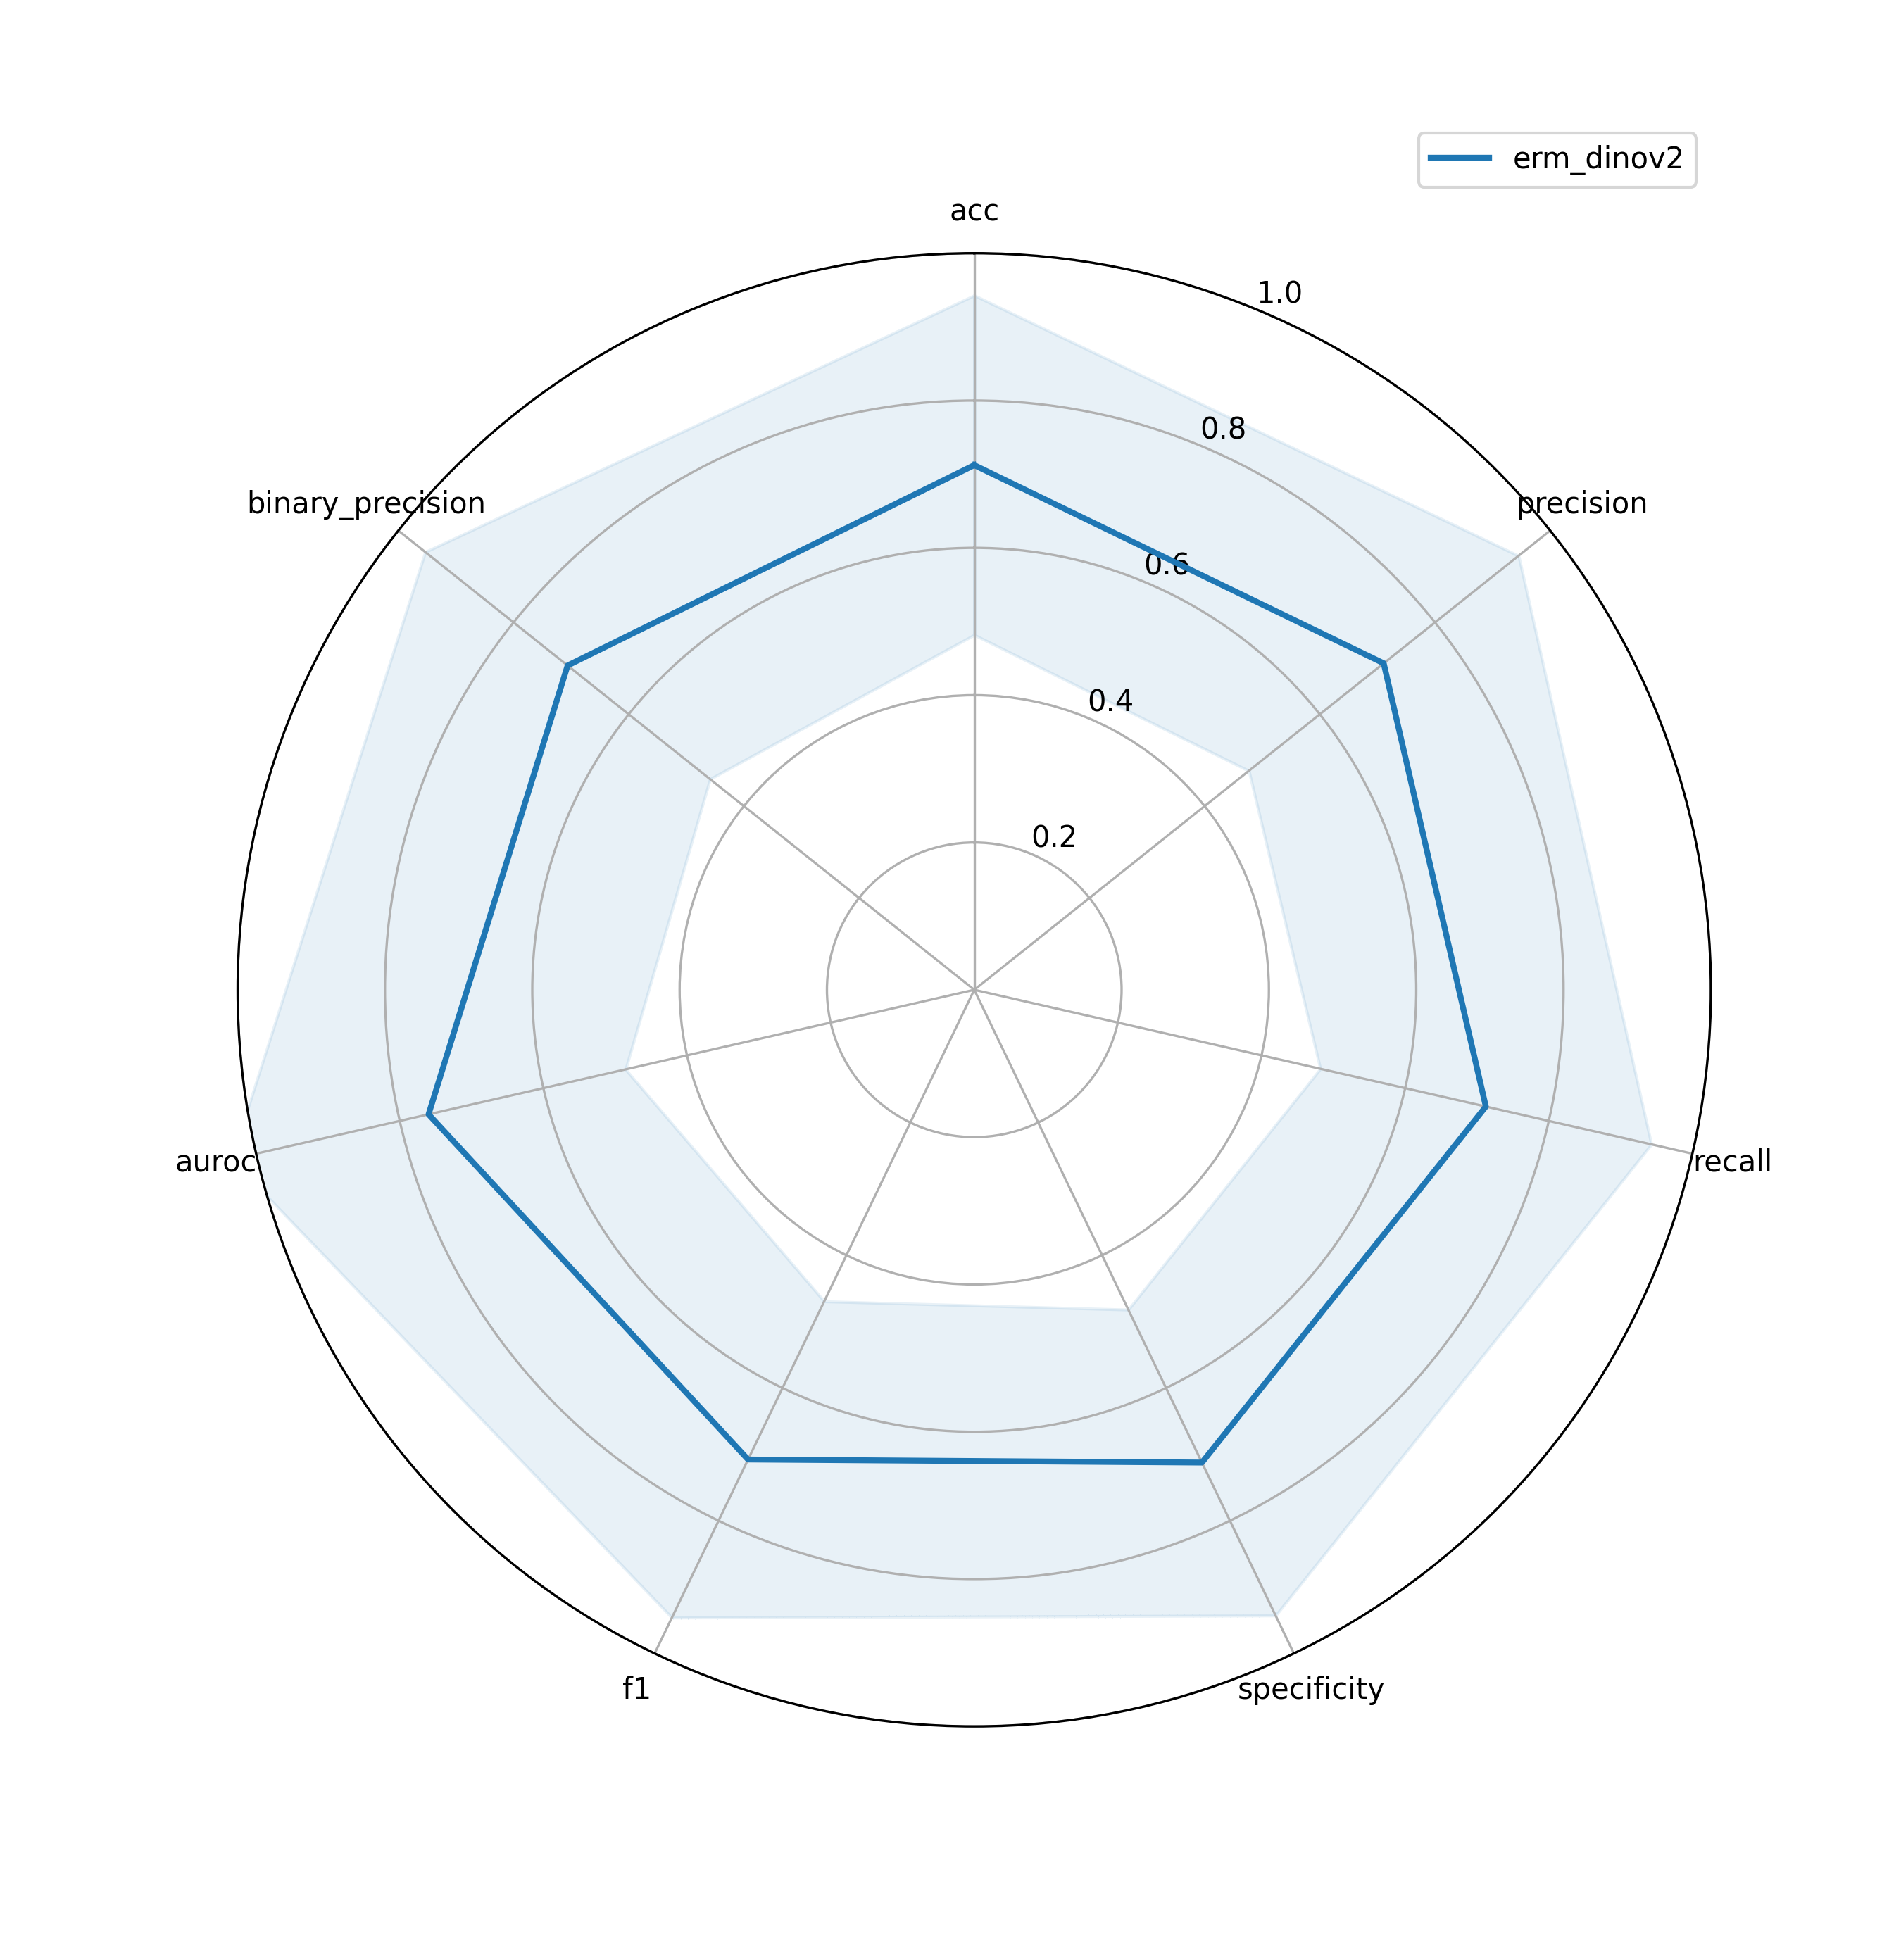 erm_dinov2
acc
1.0
0.8
binary_precision
precision
0.6
0.4
0.2
auroc
recall
f1
specificity